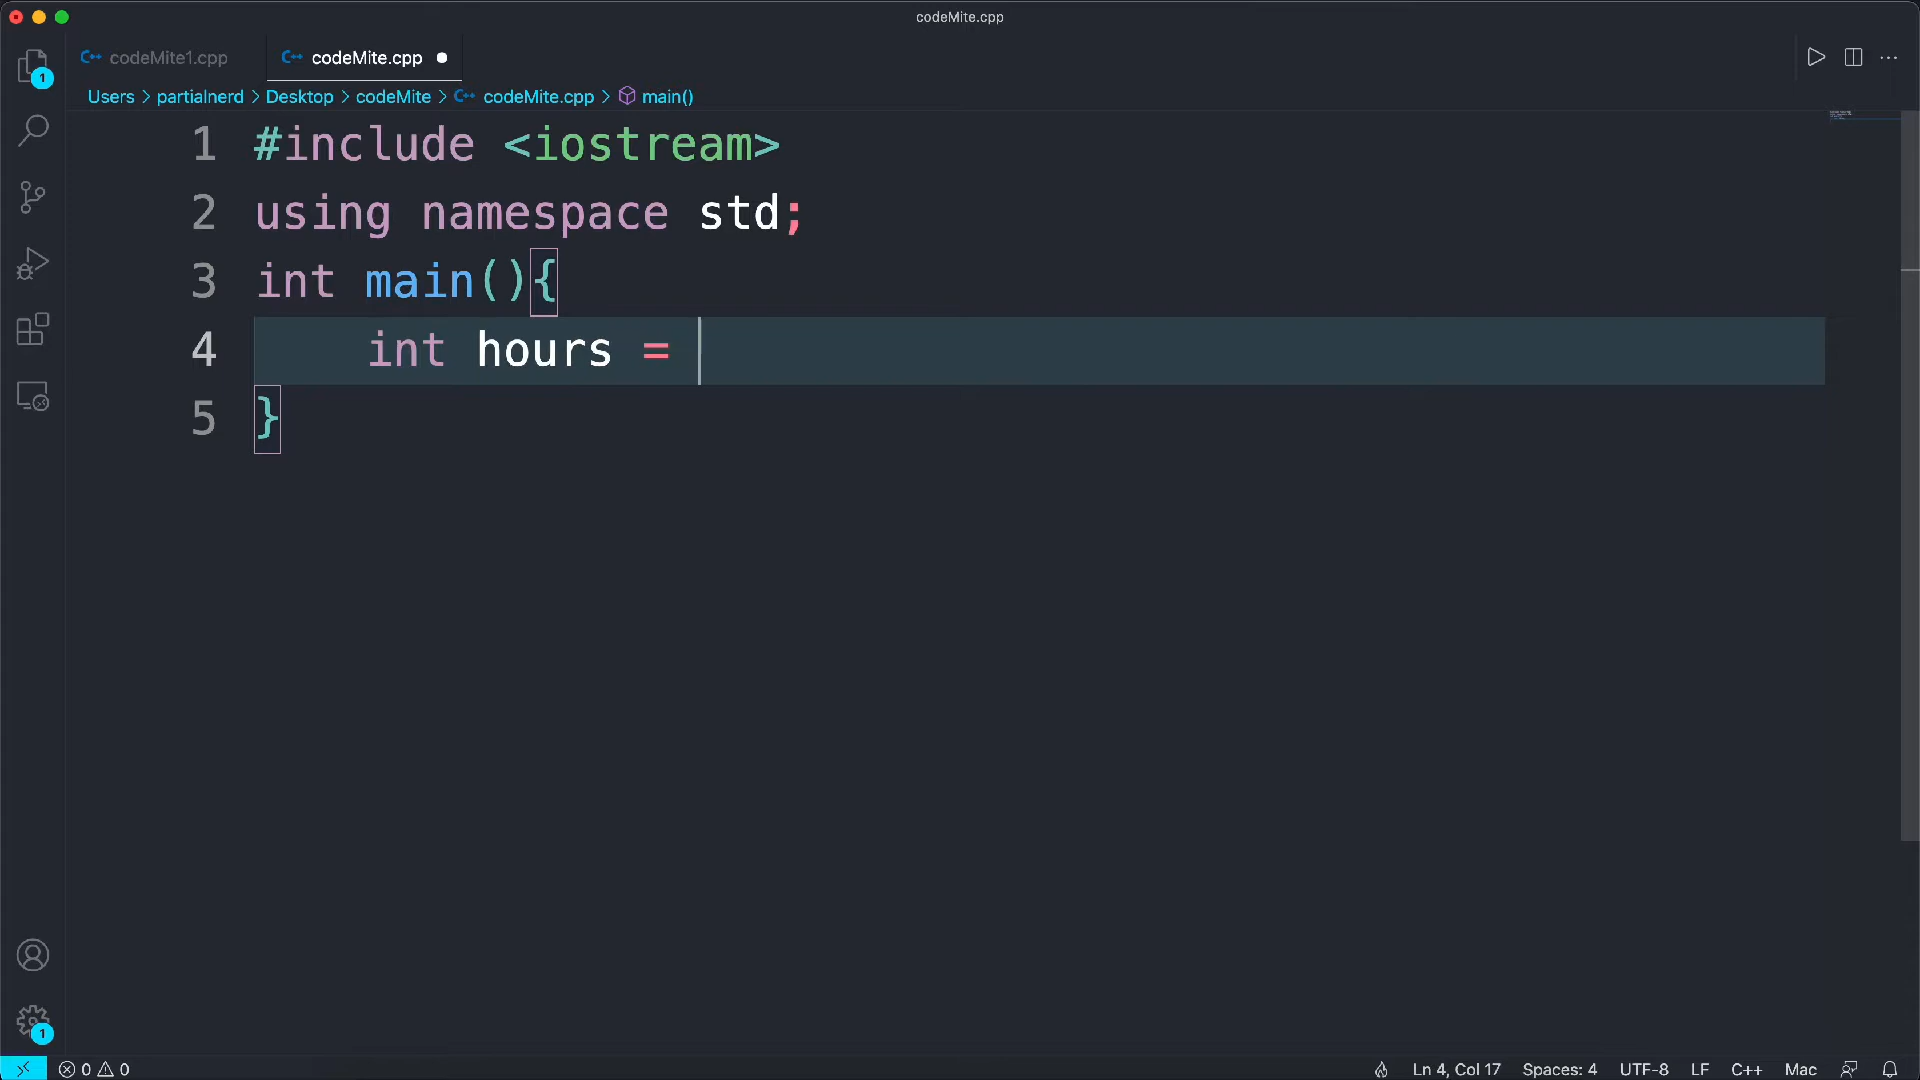 codeMite.cpp
codeMite1.cpp
codeMite.cpp
Users > partialnerd > Desktop > codeMite > codeMite.cpp > main()
1 #include <iostream>
2 using namespace std;
3 int main(){
4     int hours =
5 }
1
1
0 0
Ln 4, Col 17 Spaces: 4 UTF-8 LF C++ Mac